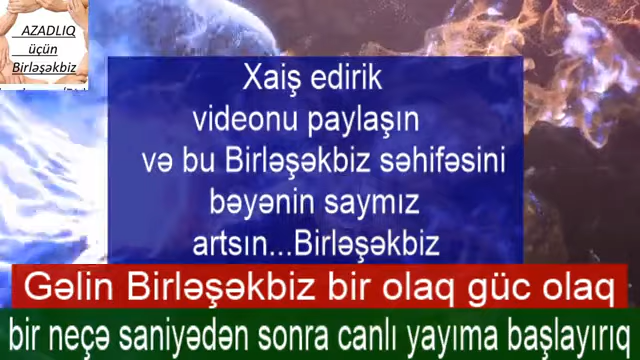 AZADLIQ
üçün
Birləşəkbiz
Xaiş edirik
videonu paylaşın
və bu Birləşəkbiz səhifəsini
bəyənin saymız
artsın...Birləşəkbiz
Gəlin Birləşəkbiz bir olaq güc olaq
bir neçə saniyədən sonra canlı yayıma başlayırıq